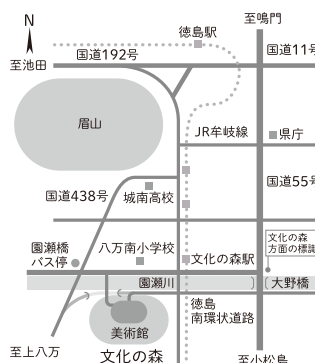 N
至鳴門
徳島駅
国道192号
国道11号
至池田
眉山
JR牟岐線
県庁
国道438号
城南高校
国道55号
園瀬橋
バス停
八万南小学校
文化の森駅
文化の森
方面の標識
園瀬川
大野橋
徳島
南環状道路
美術館
至上八万
文化の森
至小松島